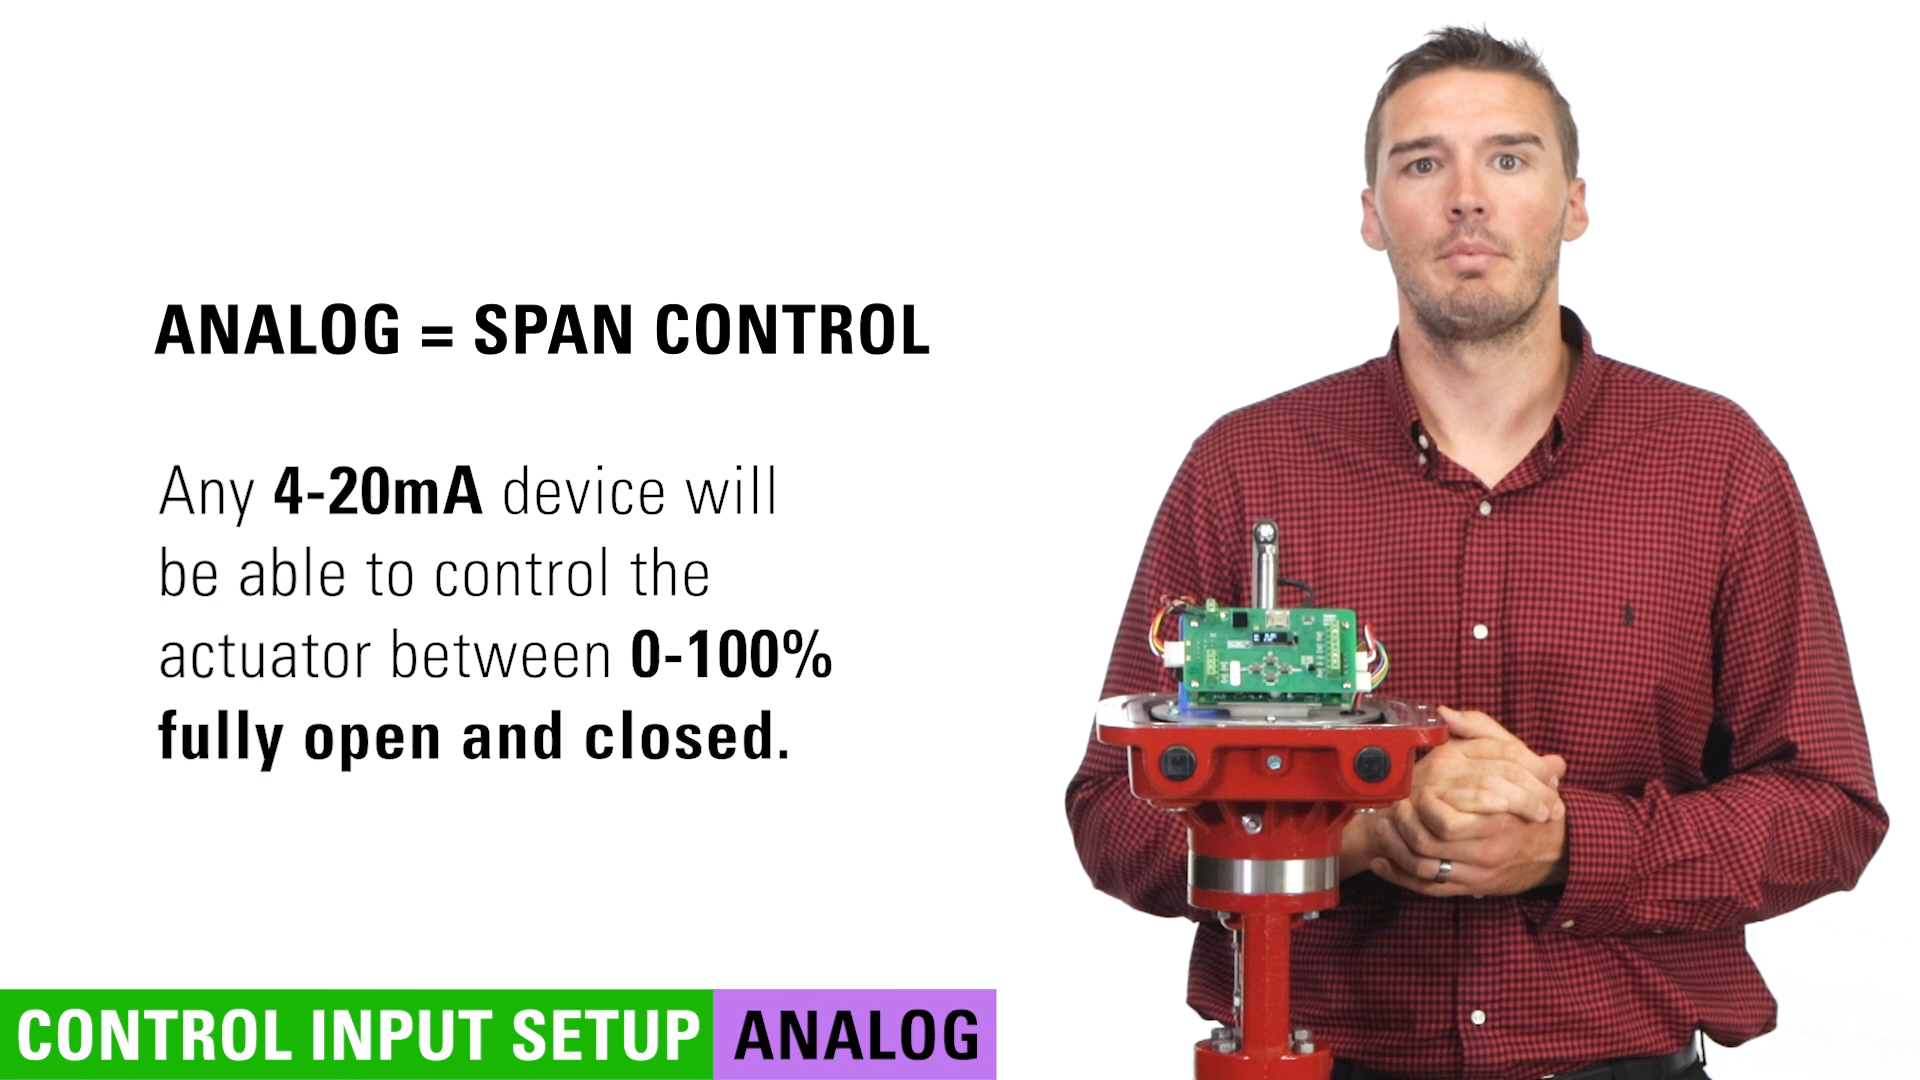 ANALOG = SPAN CONTROL
Any 4-20mA device will
be able to control the
actuator between 0-100%
fully open and closed.
CONTROL INPUT SETUP ANALOG